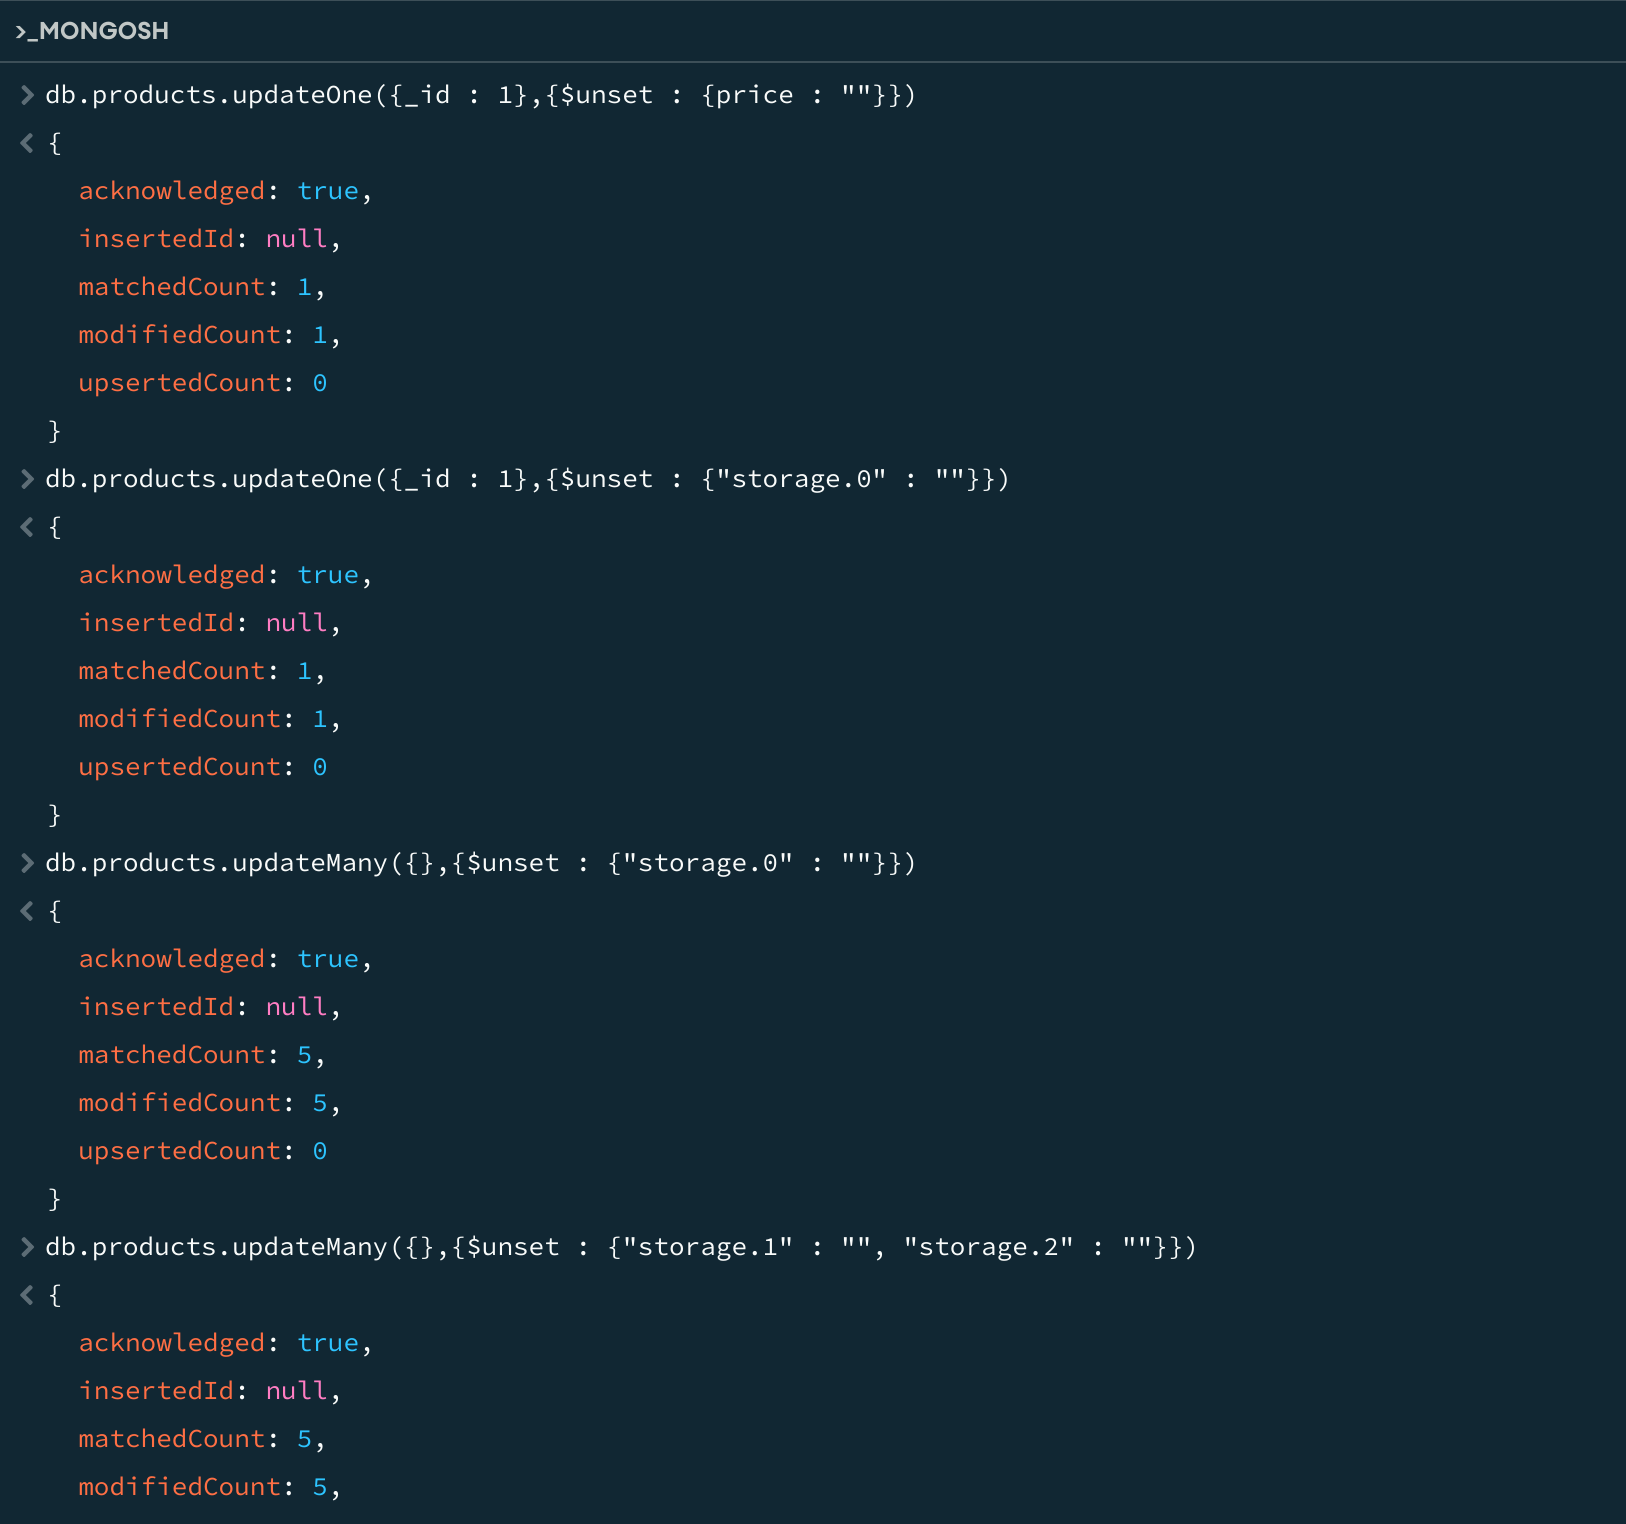 >_MONGOSH
> db.products.updateOne({_id : 1},{$unset : {price : ""}})
< {
acknowledged: true,
insertedId: null,
matchedCount: 1,
modifiedCount: 1,
upsertedCount: 0
}
> db.products.updateOne({_id : 1},{$unset : {"storage.0" : ""}})
< {
acknowledged: true,
insertedId: null,
matchedCount: 1,
modifiedCount: 1,
upsertedCount: 0
}
> db.products.updateMany({},{$unset : {"storage.0" : ""}})
< {
acknowledged: true,
insertedId: null,
matchedCount: 5,
modifiedCount: 5,
upsertedCount: 0
}
> db.products.updateMany({},{$unset : {"storage.1" : "", "storage.2" : ""}})
< {
acknowledged: true,
insertedId: null,
matchedCount: 5,
modifiedCount: 5,